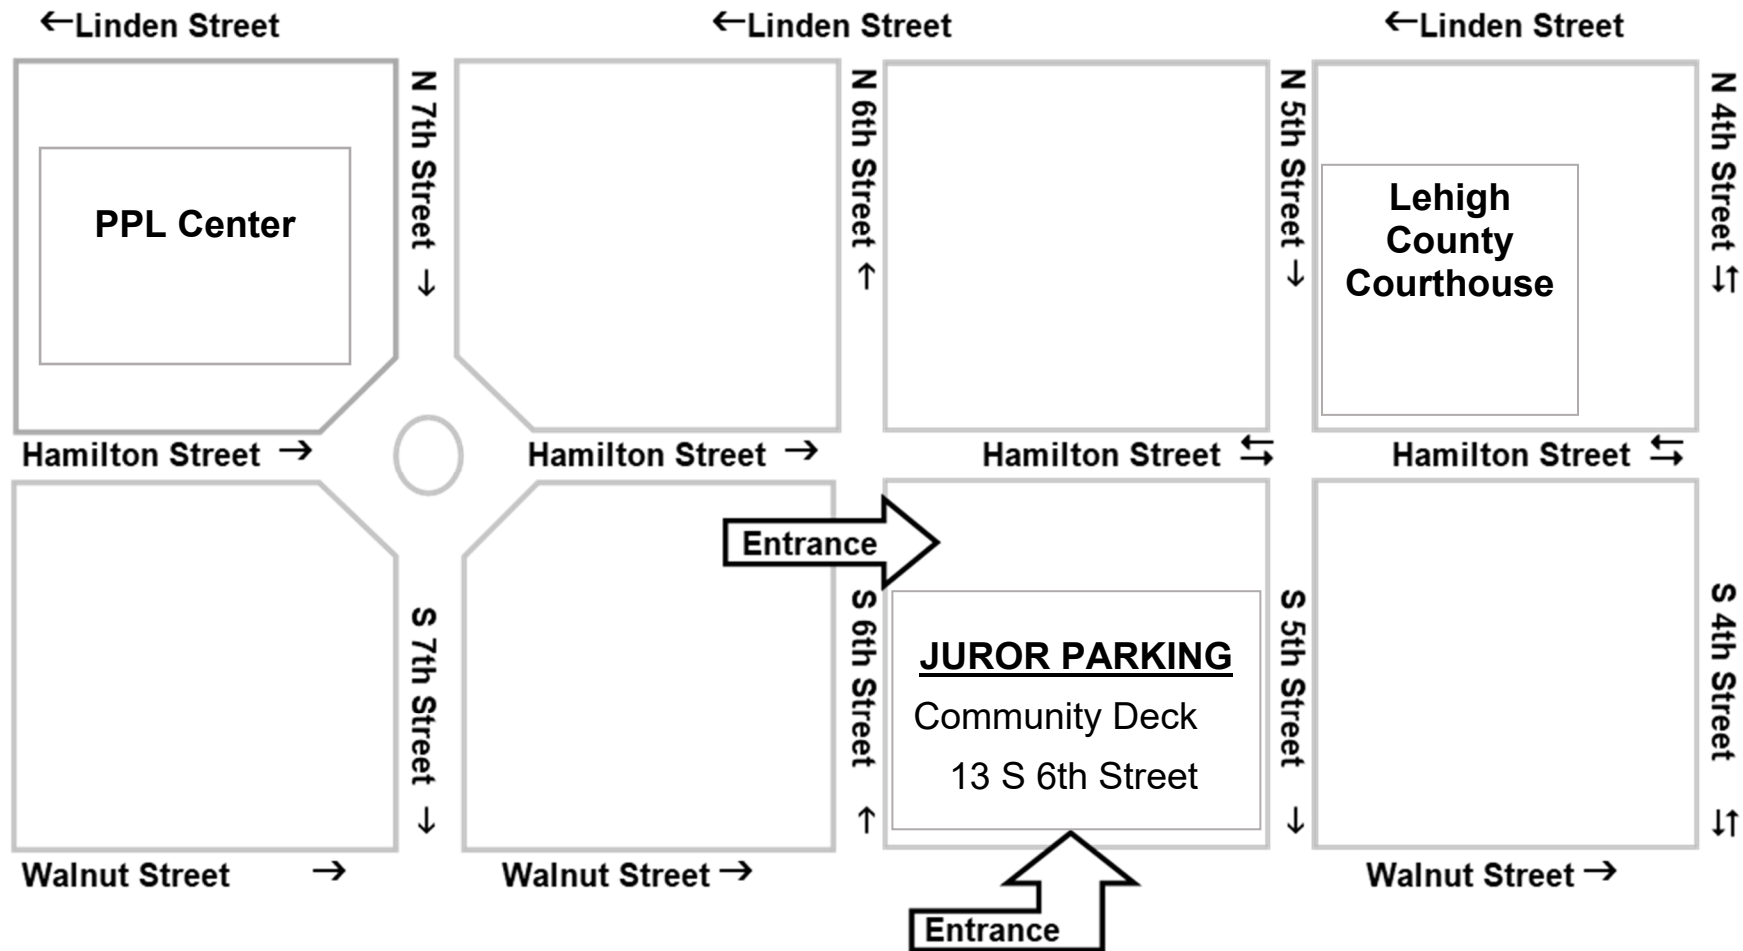 ←Linden Street
←Linden Street
←Linden Street
N 7th Street ↓
N 6th Street ↑
N 5th Street ↓
N 4th Street ↓↑
PPL Center
Lehigh
County
Courthouse
Hamilton Street →
Hamilton Street →
Hamilton Street ⇆
Hamilton Street ⇆
Entrance
S 7th Street ↓
S 6th Street ↑
JUROR PARKING
Community Deck
13 S 6th Street
S 5th Street ↓
S 4th Street ↓↑
Walnut Street →
Walnut Street →
Walnut Street →
Entrance